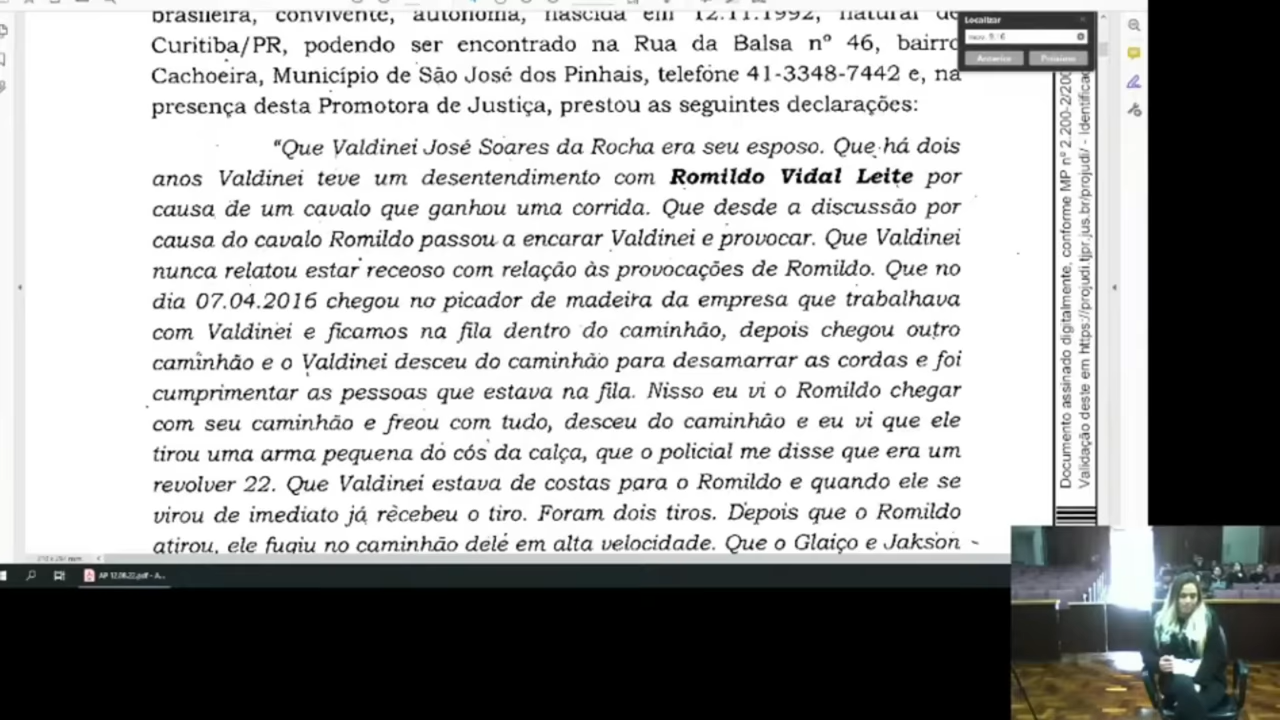 brasileira, convivente, autônoma, nascida em 12.11.1992, natural de
Curitiba/PR, podendo ser encontrado na Rua da Balsa nº 46, bairro
Cachoeira, Município de São José dos Pinhais, telefone 41-3348-7442 e, na
presença desta Promotora de Justiça, prestou as seguintes declarações:
"Que Valdinei José Soares da Rocha era seu esposo. Que há dois
anos Valdinei teve um desentendimento com Romildo Vidal Leite por
causa de um cavalo que ganhou uma corrida. Que desde a discussão por
causa do cavalo Romildo passou a encarar Valdinei e provocar. Que Valdinei
nunca relatou estar receoso com relação às provocações de Romildo. Que no
dia 07.04.2016 chegou no picador de madeira da empresa que trabalhava
com Valdinei e ficamos na fila dentro do caminhão, depois chegou outro
caminhão e o Valdinei desceu do caminhão para desamarrar as cordas e foi
cumprimentar as pessoas que estava na fila. Nisso eu vi o Romildo chegar
com seu caminhão e freou com tudo, desceu do caminhão e eu vi que ele
tirou uma arma pequena do cós da calça, que o policial me disse que era um
revolver 22. Que Valdinei estava de costas para o Romildo e quando ele se
virou de imediato já recebeu o tiro. Foram dois tiros. Depois que o Romildo
atirou, ele fugiu no caminhão dele em alta velocidade. Que o Glaiço e Jakson
Localizar
Anterior Próximo
Documento assinado digitalmente, conforme MP nº 2.200-2/200
Validação deste em https://projudi.tjpr.jus.br/projudi/ - Identificad